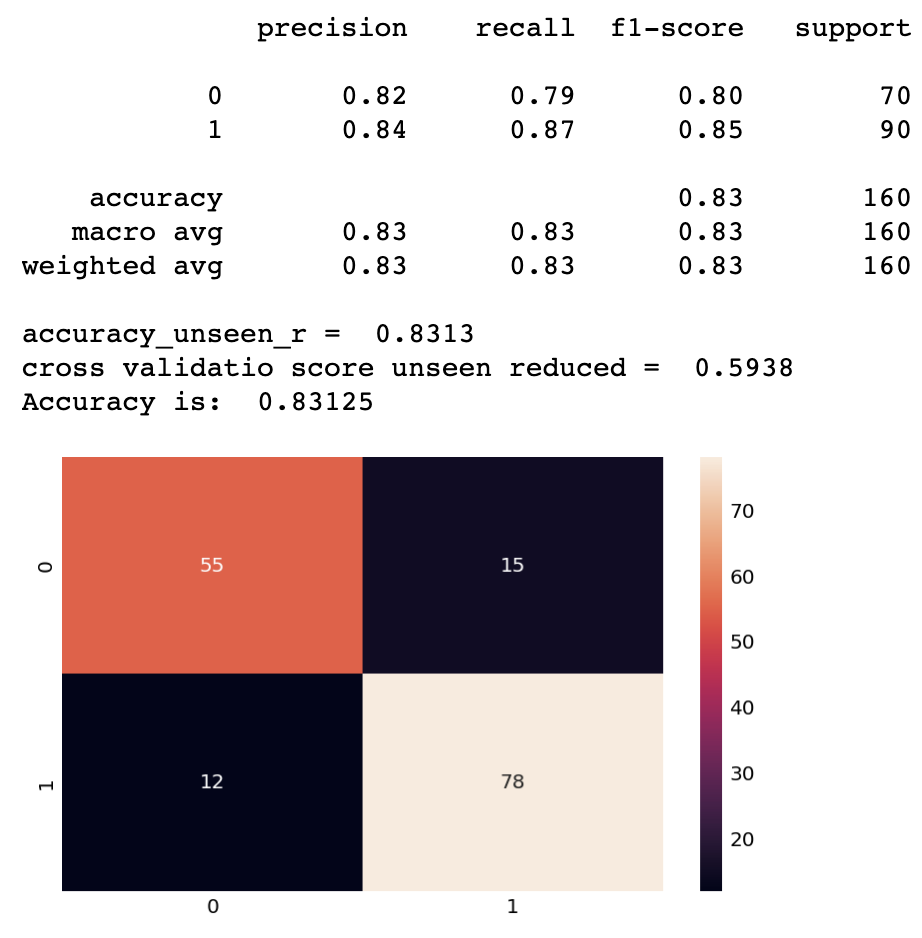 precision recall f1-score support
0 0.82 0.79 0.80 70
1 0.84 0.87 0.85 90
accuracy 0.83 160
macro avg 0.83 0.83 0.83 160
weighted avg 0.83 0.83 0.83 160
accuracy_unseen_r = 0.8313
cross validatio score unseen reduced = 0.5938
Accuracy is: 0.83125
0 55 15
1 12 78
0 1
70
60
50
40
30
20